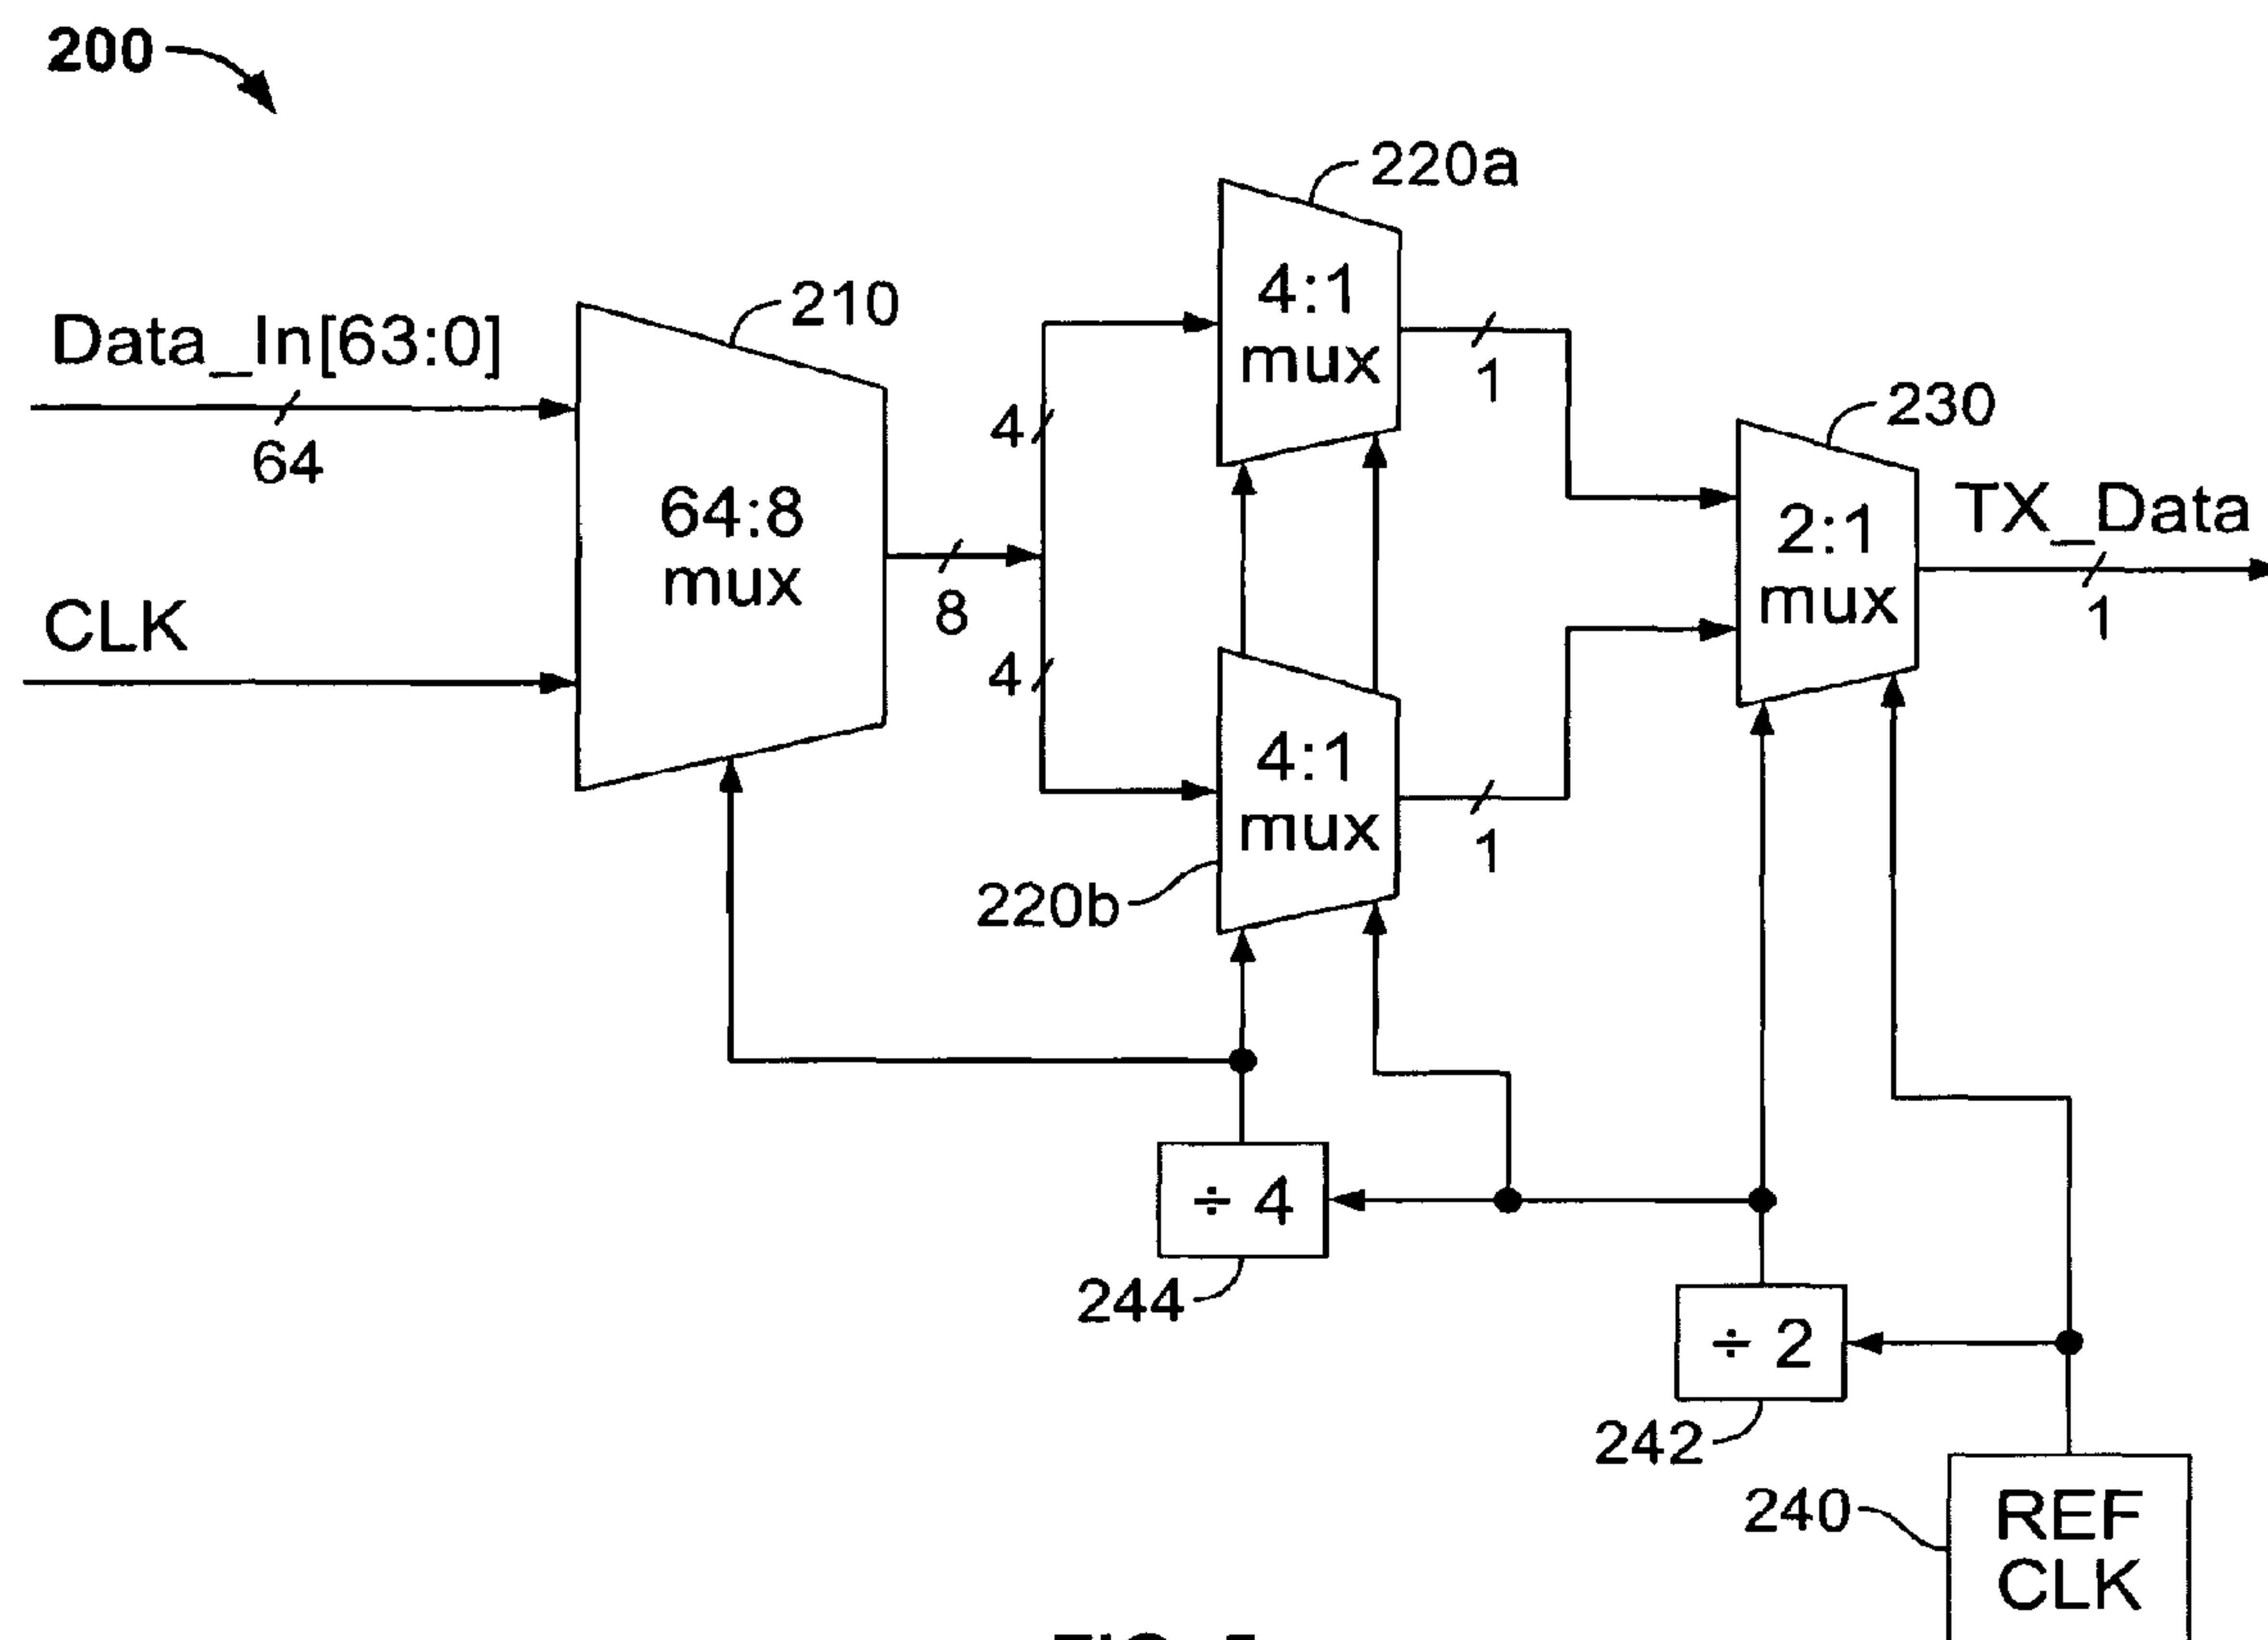 200
220a
4:1
mux
210
Data_In[63:0]
64
64:8
mux
CLK
4
4
8
1
230
2:1
mux
TX_Data
1
4:1
mux
1
220b
÷ 4
244
÷ 2
242
240
REF
CLK